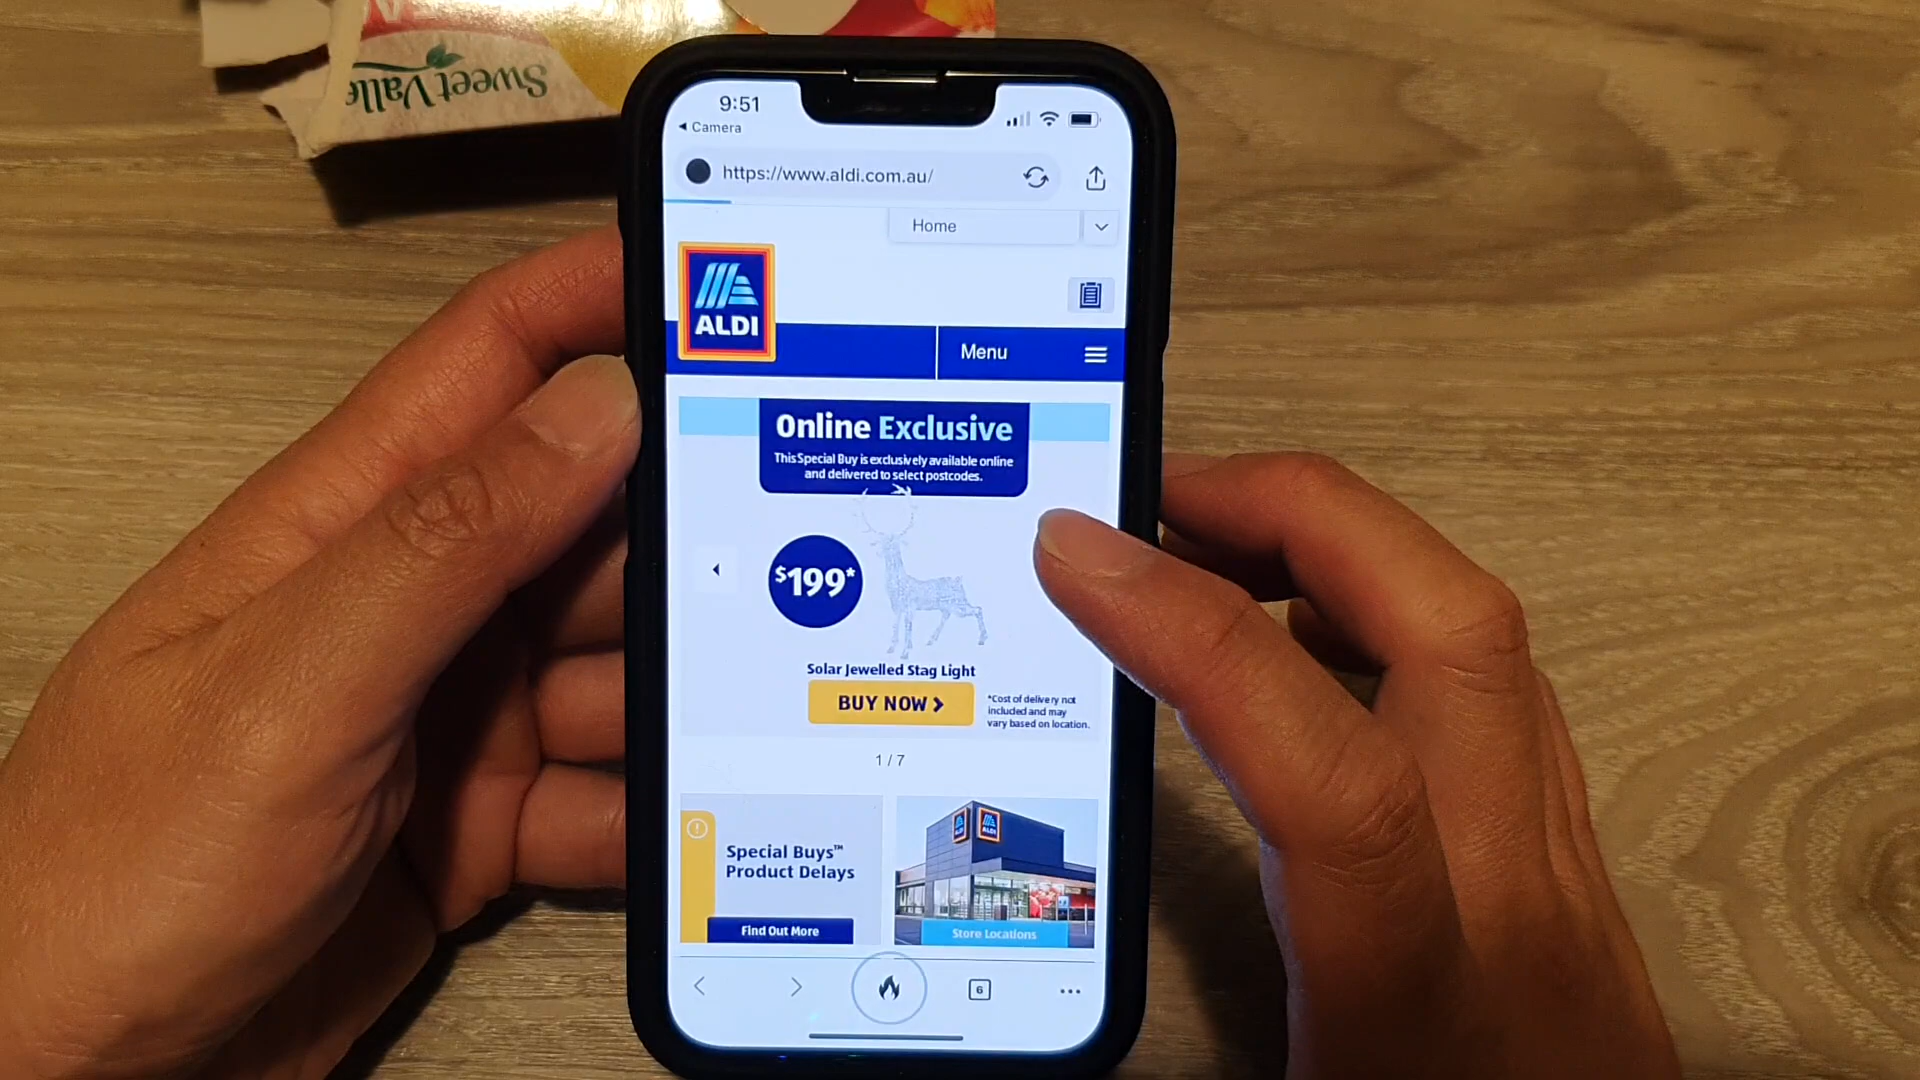 Sweet Valle
9:51
Camera
https://www.aldi.com.au/
Home
ALDI
Menu
Online Exclusive
This Special Buy is exclusively available online
and delivered to select postcodes.
$199*
Solar Jewelled Stag Light
BUY NOW
*Cost of delivery not
included and may
vary based on location.
1 / 7
Special Buys™
Product Delays
Find Out More
Store Locations
6